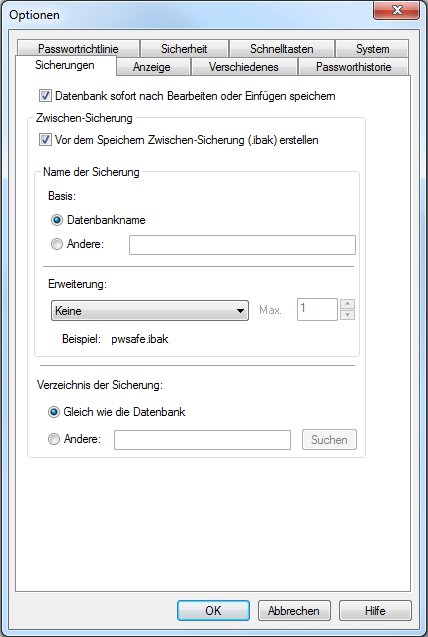 Optionen
Passwortrichtlinie Sicherheit Schnelltasten System
Sicherungen Anzeige Verschiedenes Passworthistorie
Datenbank sofort nach Bearbeiten oder Einfügen speichern
Zwischen-Sicherung
Vor dem Speichern Zwischen-Sicherung (.ibak) erstellen
Name der Sicherung
Basis:
Datenbankname
Andere:
Erweiterung:
Keine Max. 1
Beispiel: pwsafe.ibak
Verzeichnis der Sicherung:
Gleich wie die Datenbank
Andere: Suchen
OK Abbrechen Hilfe